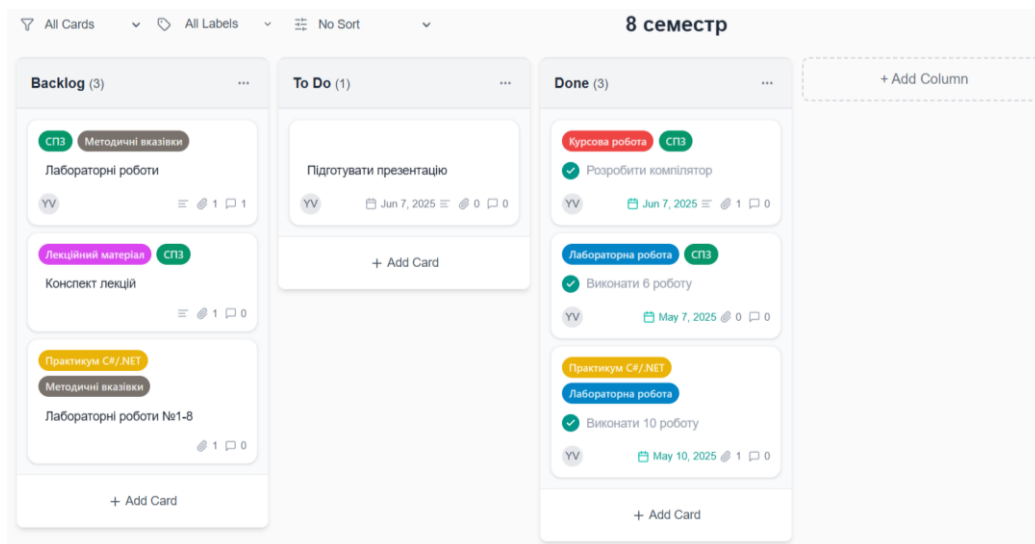 All Cards All Labels No Sort 8 семестр
Backlog (3) ...
СПЗ Методичні вказівки
Лабораторні роботи
YV 1 1
Лекційний матеріал СПЗ
Конспект лекцій
1 0
Практикум C#/.NET
Методичні вказівки
Лабораторні роботи №1-8
1 0
+ Add Card
To Do (1) ...
Підготувати презентацію
YV Jun 7, 2025 0 0
+ Add Card
Done (3) ...
Курсова робота СПЗ
Розробити компілятор
YV Jun 7, 2025 1 0
Лабораторна робота СПЗ
Виконати 6 роботу
YV May 7, 2025 0 0
Практикум C#/.NET
Лабораторна робота
Виконати 10 роботу
YV May 10, 2025 1 0
+ Add Card
+ Add Column